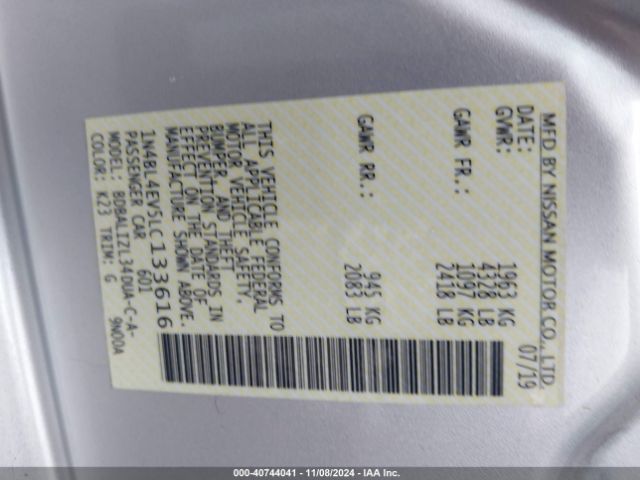 MFD BY NISSAN MOTOR CO., LTD.
DATE: 07/19
GVWR: 1963 KG
4328 LB
GAWR FR.: 1097 KG
2418 LB
GAWR RR.: 945 KG
2083 LB
THIS VEHICLE CONFORMS TO
ALL APPLICABLE FEDERAL
MOTOR VEHICLE SAFETY,
BUMPER, AND THEFT
PREVENTION STANDARDS IN
EFFECT ON THE DATE OF
MANUFACTURE SHOWN ABOVE.
1N4BL4EV5LC133616
PASSENGER CAR 601
MODEL: BDBALTZL34DUA-C-A-
COLOR: K23 TRIM: G 9N00A
000-40744041 - 11/08/2024 - IAA Inc.